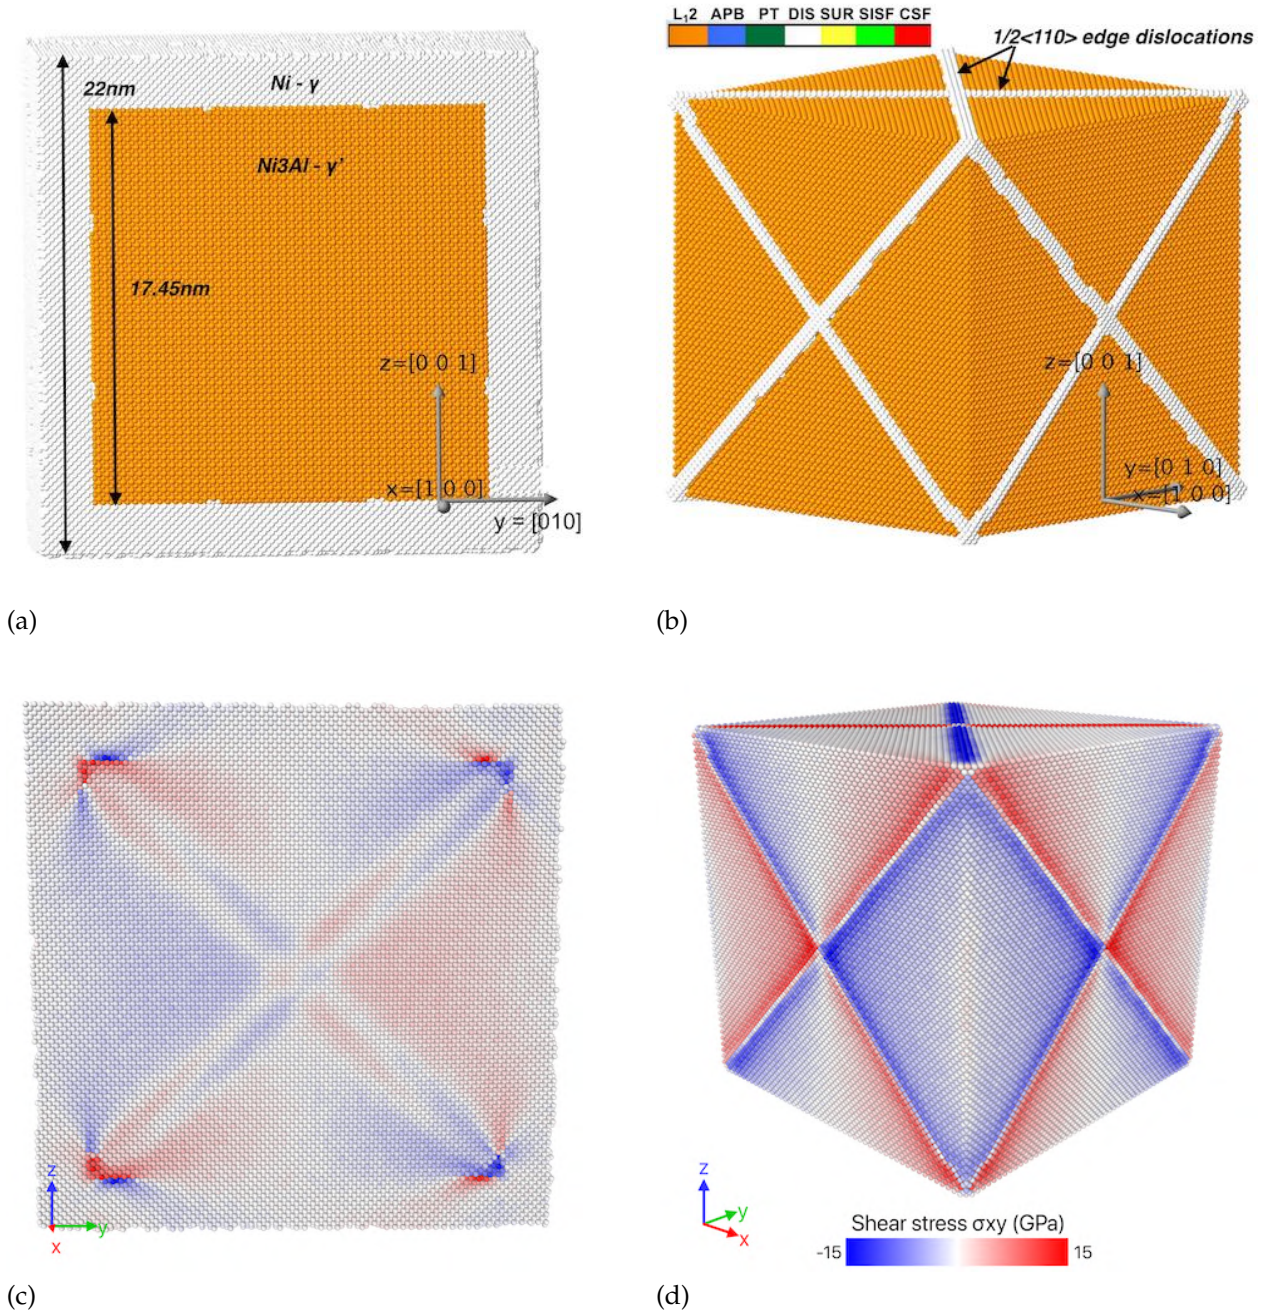 22nm
Ni - γ
Ni3Al - γ'
17.45nm
z=[0 0 1]
x=[1 0 0]
y = [010]
(a)
L₁2 APB PT DIS SUR SISF CSF
1/2<110> edge dislocations
z=[0 0 1]
y=[0 1 0]
x=[1 0 0]
(b)
z
y
x
(c)
z
y
x
Shear stress σxy (GPa)
-15 15
(d)